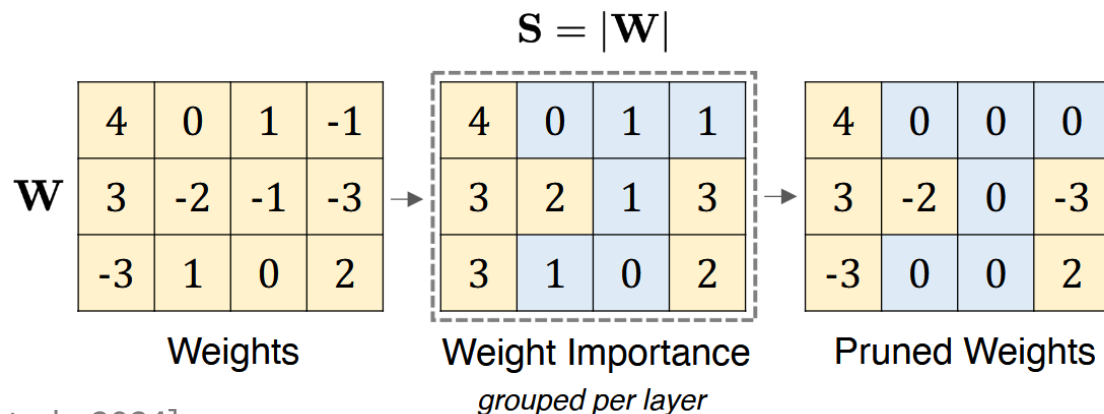 S = |W|
4 0 1 -1
3 -2 -1 -3
-3 1 0 2
W
4 0 1 1
3 2 1 3
3 1 0 2
4 0 0 0
3 -2 0 -3
-3 0 0 2
Weights
Weight Importance
Pruned Weights
grouped per layer